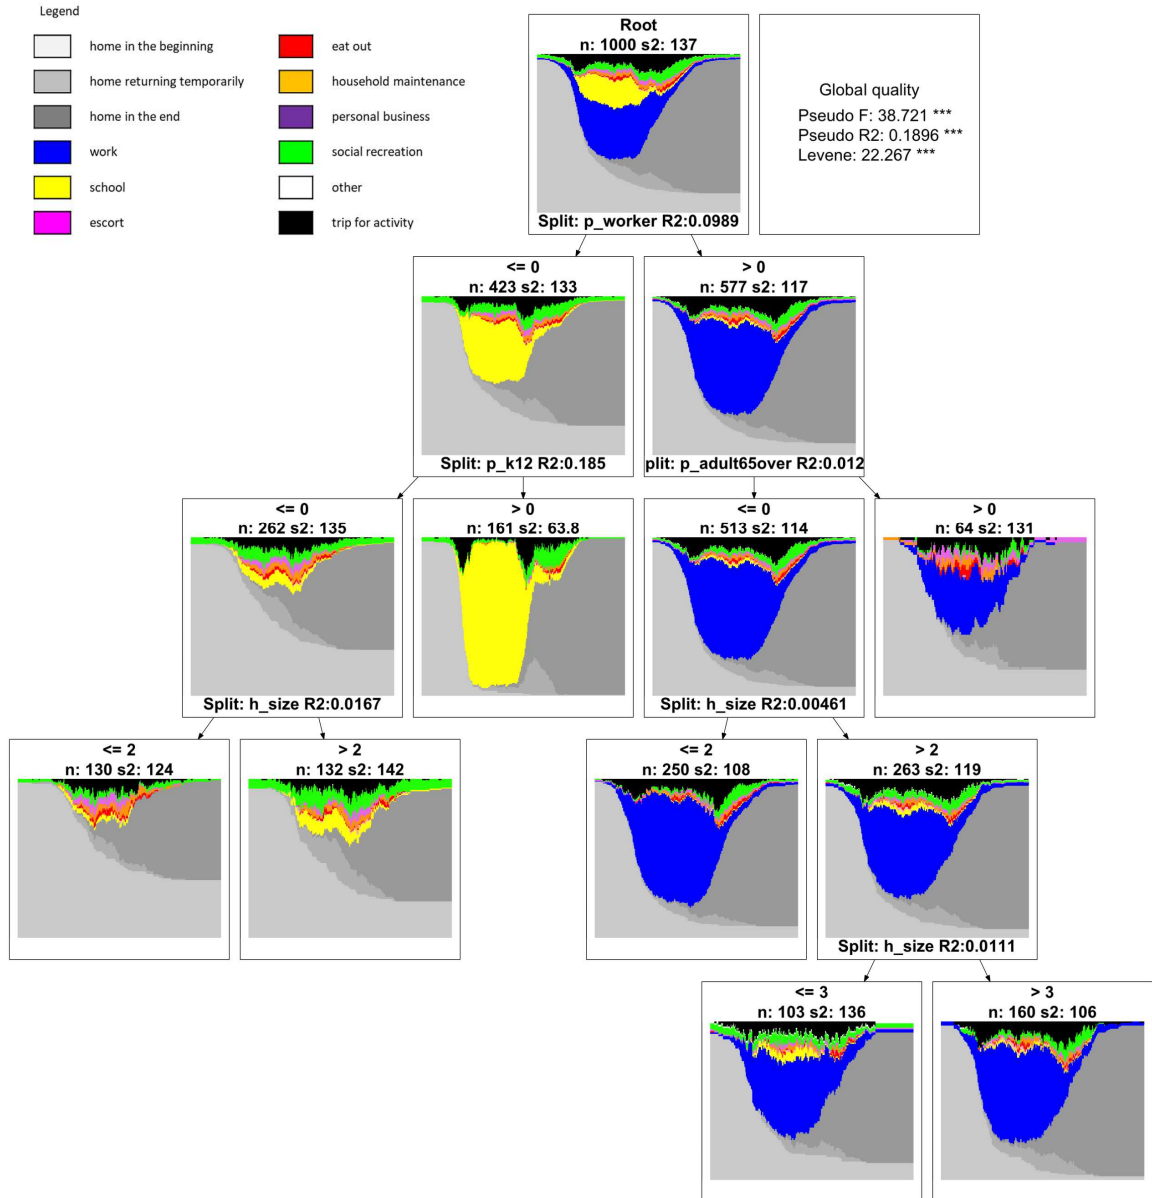 Legend
home in the beginning
home returning temporarily
home in the end
work
school
escort
eat out
household maintenance
personal business
social recreation
other
trip for activity
Root
n: 1000 s2: 137
Split: p_worker R2:0.0989
Global quality
Pseudo F: 38.721 ***
Pseudo R2: 0.1896 ***
Levene: 22.267 ***
<= 0
n: 423 s2: 133
Split: p_k12 R2:0.185
> 0
n: 577 s2: 117
plit: p_adult65over R2:0.012
<= 0
n: 262 s2: 135
Split: h_size R2:0.0167
> 0
n: 161 s2: 63.8
<= 0
n: 513 s2: 114
Split: h_size R2:0.00461
> 0
n: 64 s2: 131
<= 2
n: 130 s2: 124
> 2
n: 132 s2: 142
<= 2
n: 250 s2: 108
> 2
n: 263 s2: 119
Split: h_size R2:0.0111
<= 3
n: 103 s2: 136
> 3
n: 160 s2: 106